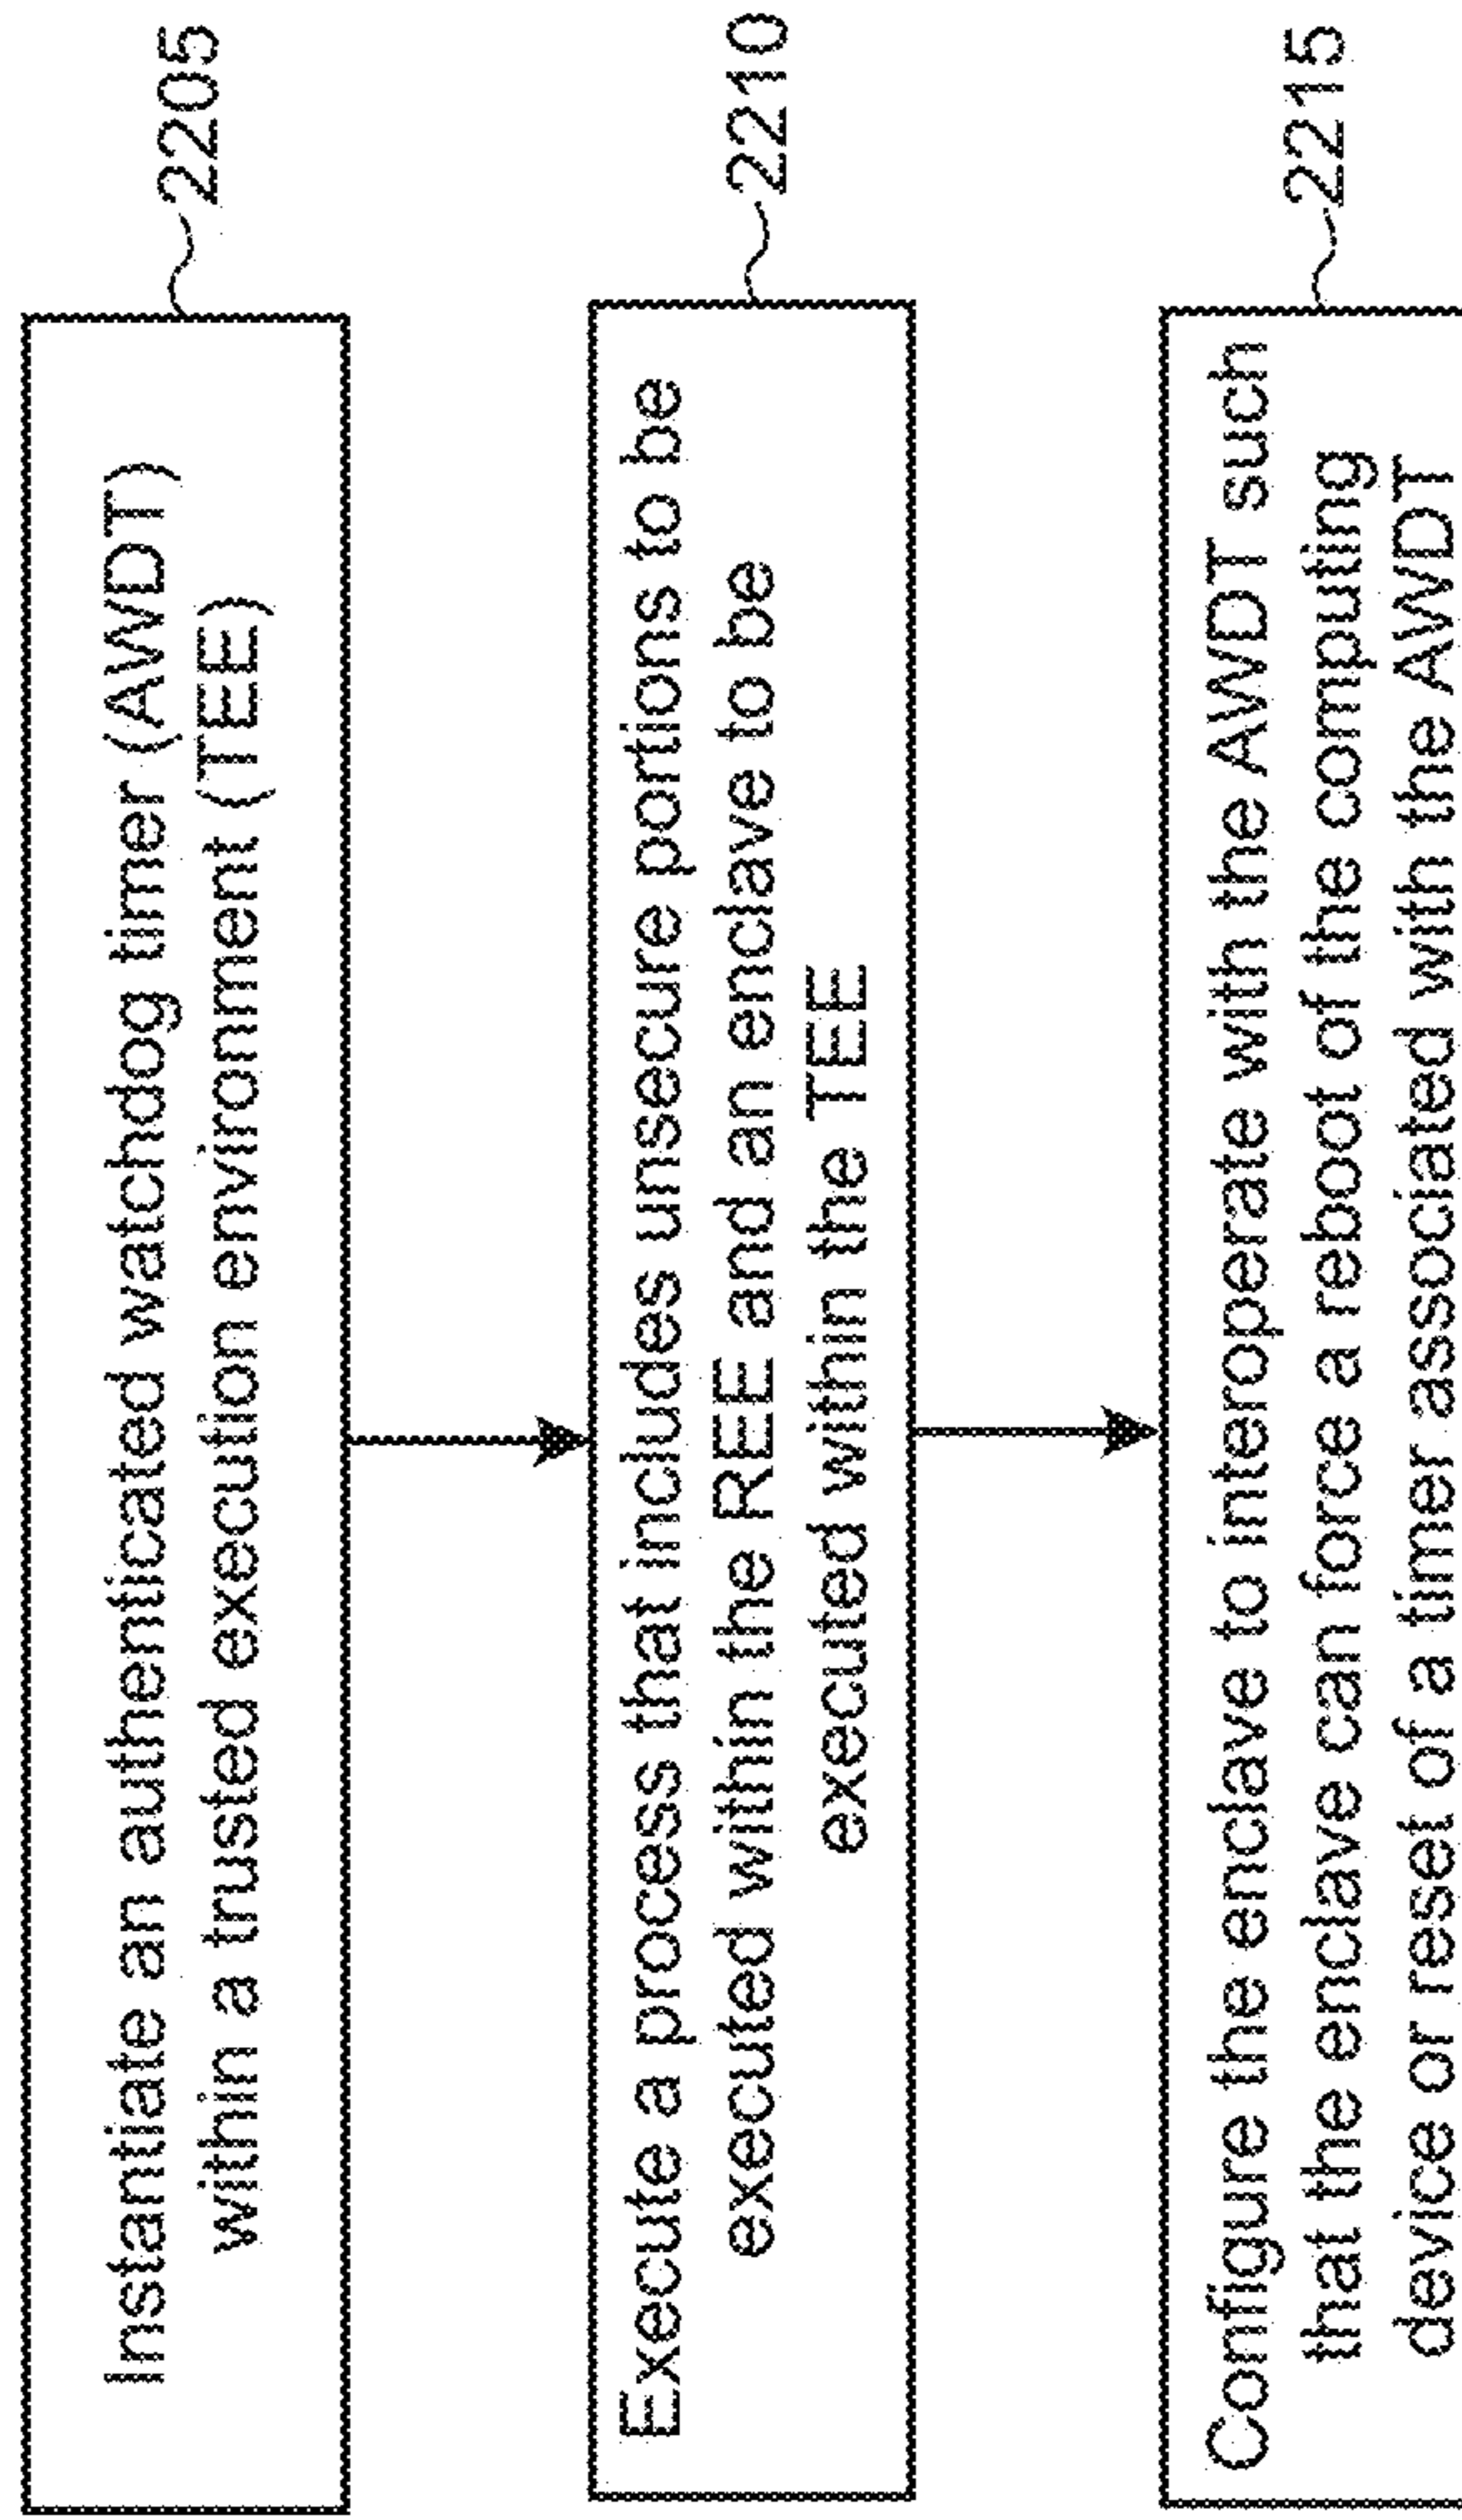 Instantiate an authenticated watchdog timer (AWDT)
within a trusted execution environment (TEE)
2205
Execute a process that includes unsecure portions to be
executed within the REE and an enclave to be
executed within the TEE
2210
Configure the enclave to interoperate with the AWDT such
that the enclave can force a reboot of the computing
device or reset of a timer associated with the AWDT
2215